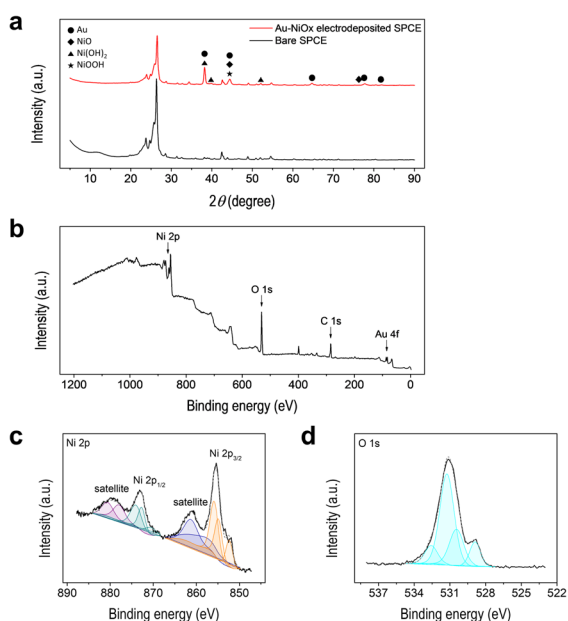 a
● Au
◆ NiO
▲ Ni(OH)₂
★ NiOOH
Au-NiOx electrodeposited SPCE
Bare SPCE
Intensity (a.u.)
10 20 30 40 50 60 70 80 90
2θ (degree)
b
Ni 2p
O 1s
C 1s
Au 4f
Intensity (a.u.)
1200 1000 800 600 400 200 0
Binding energy (eV)
c
Ni 2p
Ni 2p3/2
Ni 2p1/2
satellite
satellite
Intensity (a.u.)
890 880 870 860 850
Binding energy (eV)
d
O 1s
Intensity (a.u.)
537 534 531 528 525 522
Binding energy (eV)